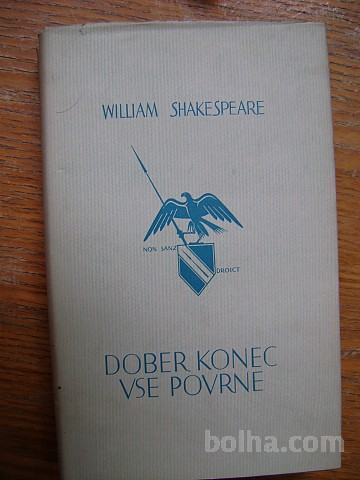 WILLIAM SHAKESPEARE
NON SANZ
DROICT
DOBER KONEC
VSE POVRNE
bolha.com